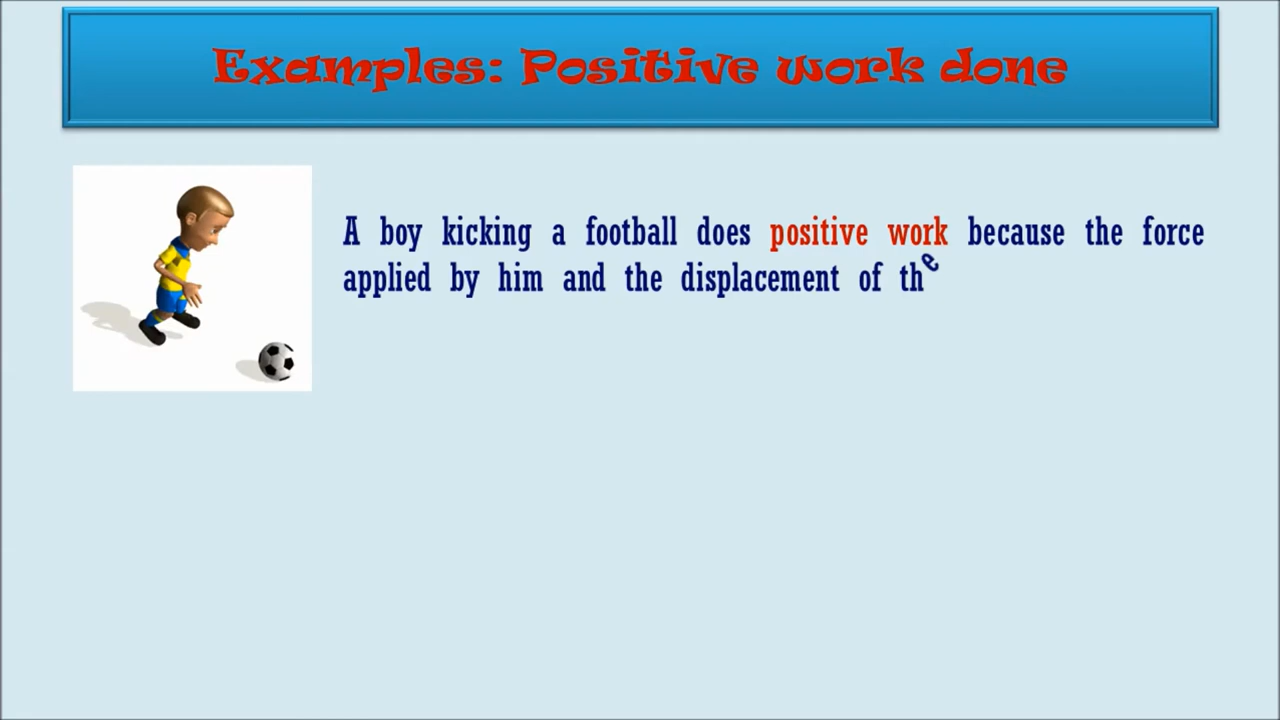 Examples: Positive work done
A boy kicking a football does positive work because the force
applied by him and the displacement of the